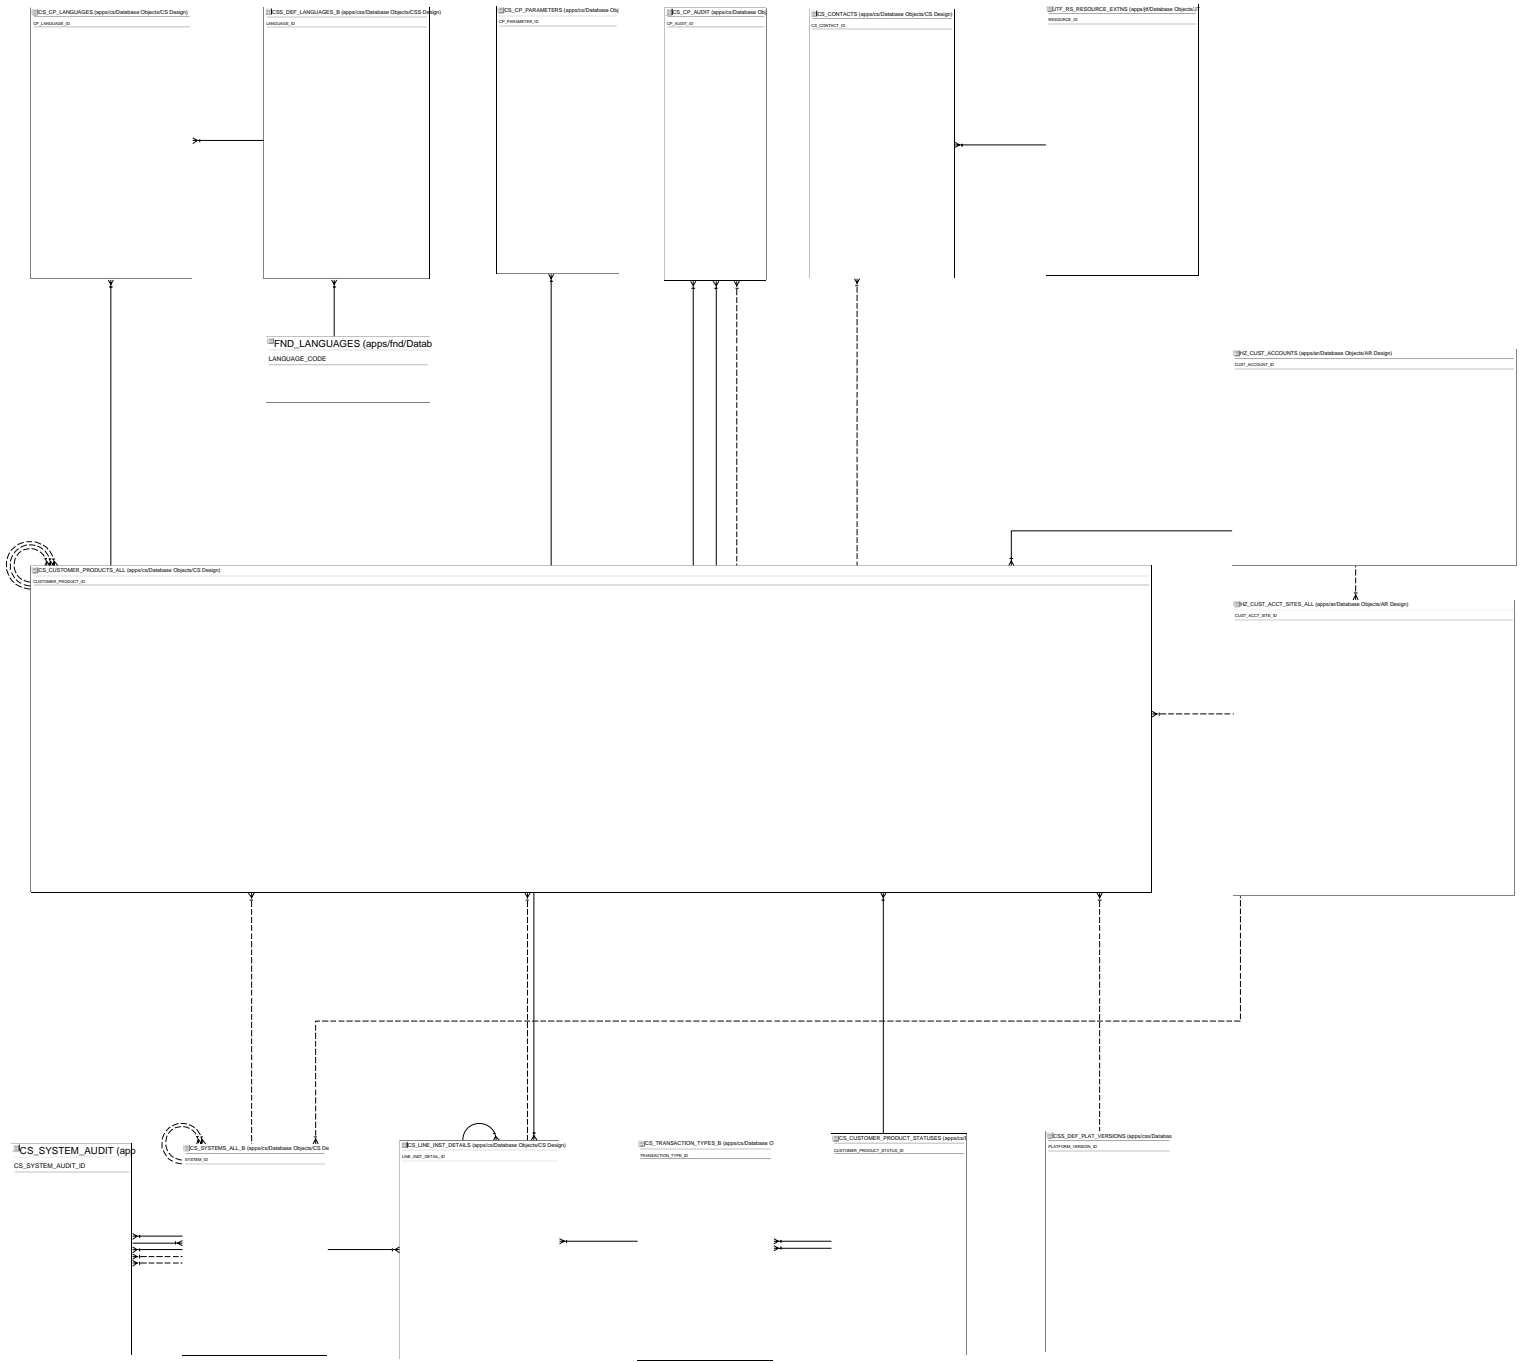 CS_CP_LANGUAGES (apps/cs/Database Objects/CS Design)
CP_LANGUAGE_ID
CSS_DEF_LANGUAGES_B (apps/css/Database Objects/CSS Design)
LANGUAGE_ID
CS_CP_PARAMETERS (apps/cs/Database Obj
CP_PARAMETER_ID
CS_CP_AUDIT (apps/cs/Database Obj
CP_AUDIT_ID
CS_CONTACTS (apps/cs/Database Objects/CS Design)
CS_CONTACT_ID
JTF_RS_RESOURCE_EXTNS (apps/jtf/Database Objects/J
RESOURCE_ID
FND_LANGUAGES (apps/fnd/Datab
LANGUAGE_CODE
HZ_CUST_ACCOUNTS (apps/ar/Database Objects/AR Design)
CUST_ACCOUNT_ID
CS_CUSTOMER_PRODUCTS_ALL (apps/cs/Database Objects/CS Design)
CUSTOMER_PRODUCT_ID
HZ_CUST_ACCT_SITES_ALL (apps/ar/Database Objects/AR Design)
CUST_ACCT_SITE_ID
CS_SYSTEM_AUDIT (app
CS_SYSTEM_AUDIT_ID
CS_SYSTEMS_ALL_B (apps/cs/Database Objects/CS De
SYSTEM_ID
CS_LINE_INST_DETAILS (apps/cs/Database Objects/CS Design)
LINE_INST_DETAIL_ID
CS_TRANSACTION_TYPES_B (apps/cs/Database O
TRANSACTION_TYPE_ID
CS_CUSTOMER_PRODUCT_STATUSES (apps/cs/
CUSTOMER_PRODUCT_STATUS_ID
CSS_DEF_PLAT_VERSIONS (apps/css/Databas
PLATFORM_VERSION_ID